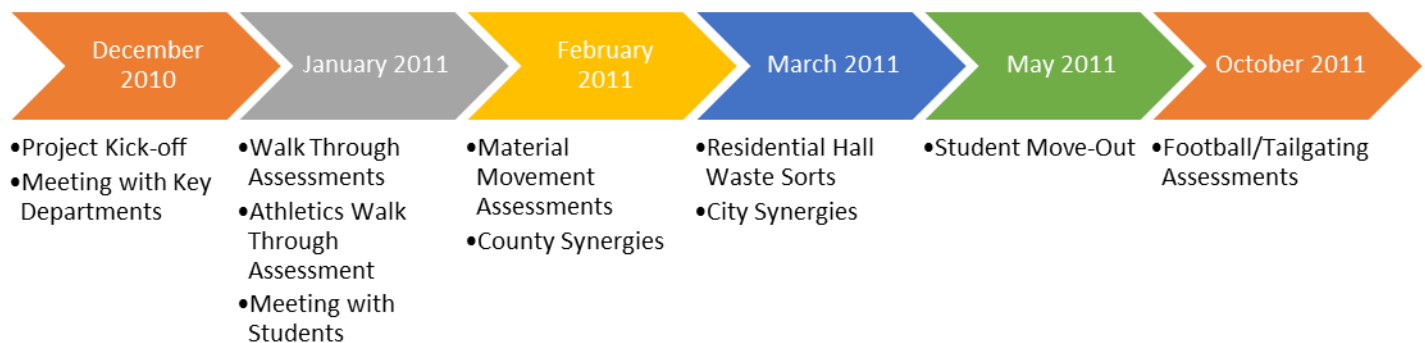 December
2010
•Project Kick-off
•Meeting with Key
Departments
January 2011
•Walk Through
Assessments
•Athletics Walk
Through
Assessment
•Meeting with
Students
February
2011
•Material
Movement
Assessments
•County Synergies
March 2011
•Residential Hall
Waste Sorts
•City Synergies
May 2011
•Student Move-Out
October 2011
•Football/Tailgating
Assessments